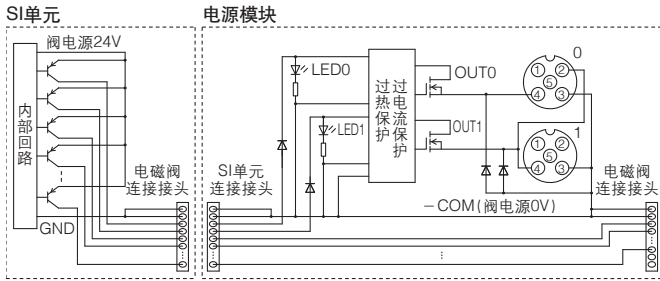 SI单元
阀电源24V
内部回路
GND
电磁阀
连接接头
电源模块
LED0
LED1
过热保护
过电流保护
OUT0
OUT1
0
① ② ③ ④ ⑤
1
① ② ③ ④ ⑤
SI单元
连接接头
－COM(阀电源0V)
电磁阀
连接接头